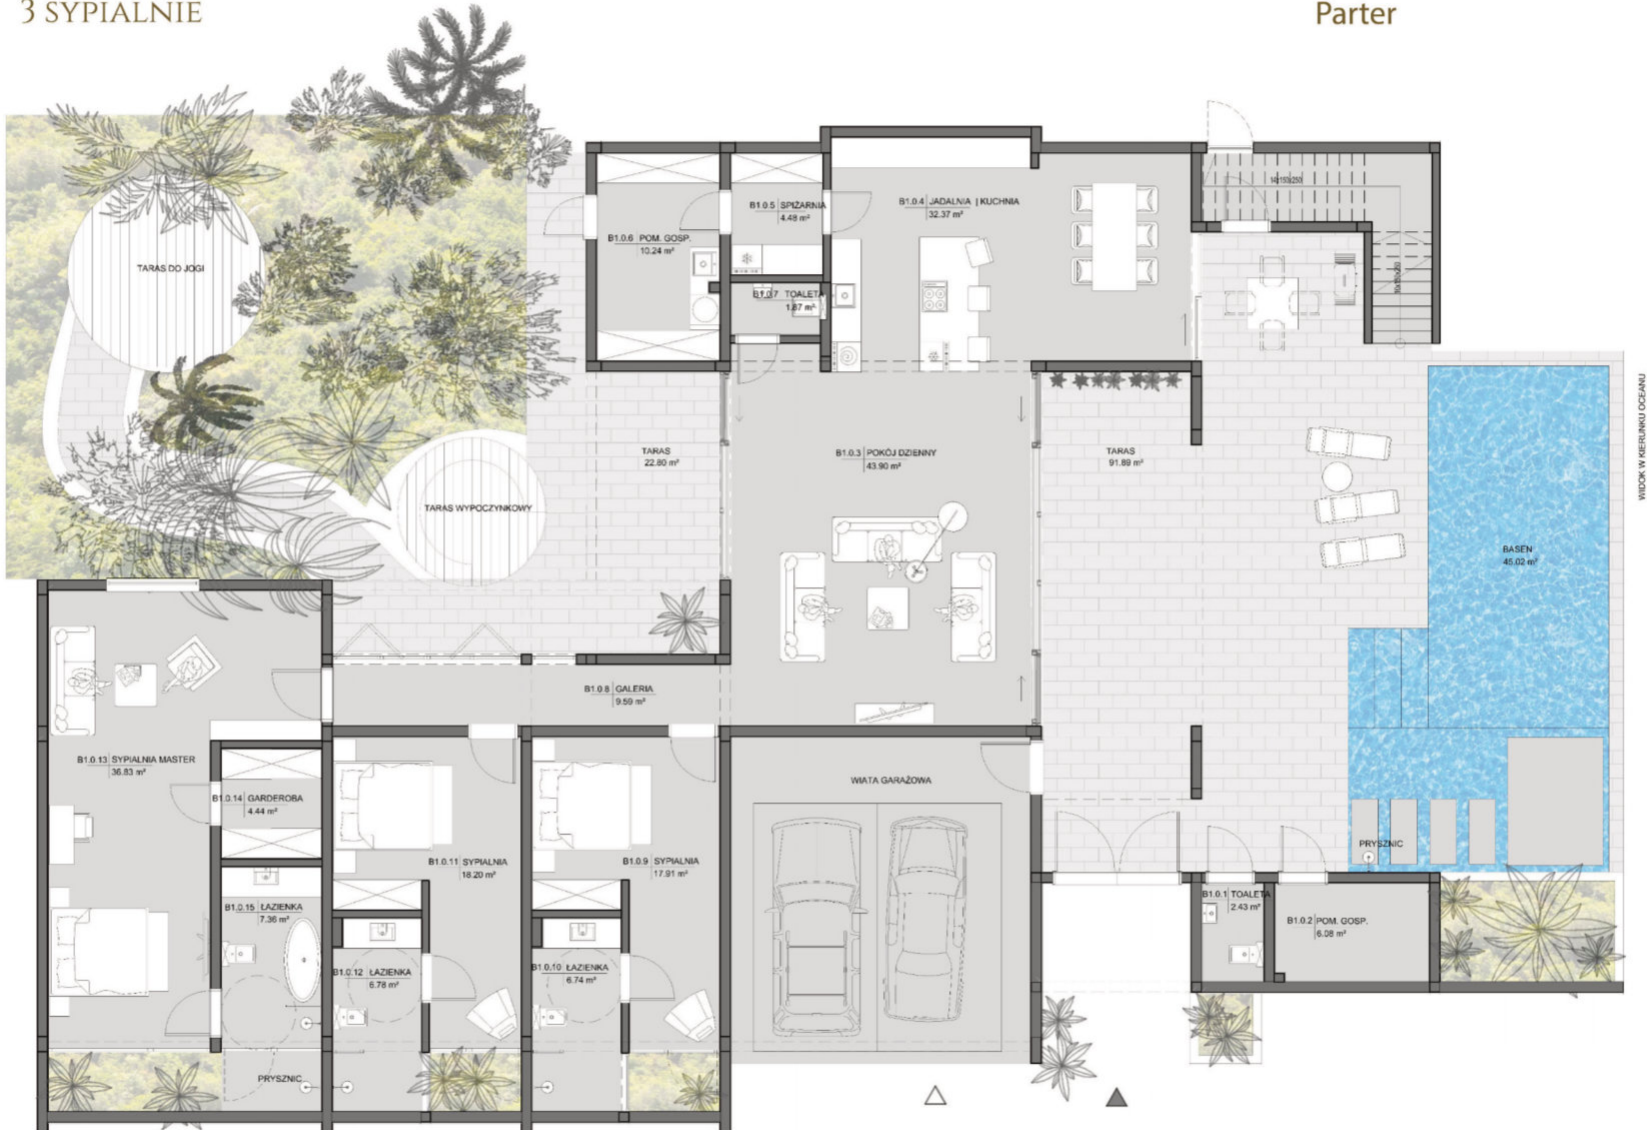 3 SYPIALNIE
Parter
TARAS DO JOGI
TARAS WYPOCZYNKOWY
B1.0.6 POM. GOSP.
10.24 m²
B1.0.5 SPIŻARNIA
4.48 m²
B1.0.7 TOALETA
1.87 m²
B1.0.4 JADALNIA | KUCHNIA
32.37 m²
TARAS
22.80 m²
B1.0.3 POKÓJ DZIENNY
43.90 m²
TARAS
91.89 m²
BASEN
45.02 m²
WIDOK W KIERUNKU OCEANU
B1.0.8 GALERIA
9.59 m²
B1.0.13 SYPIALNIA MASTER
36.83 m²
B1.0.14 GARDEROBA
4.44 m²
B1.0.15 ŁAZIENKA
7.36 m²
PRYSZNIC
B1.0.11 SYPIALNIA
18.20 m²
B1.0.12 ŁAZIENKA
6.78 m²
B1.0.9 SYPIALNIA
17.91 m²
B1.0.10 ŁAZIENKA
6.74 m²
WIATA GARAŻOWA
PRYSZNIC
B1.0.1 TOALETA
2.43 m²
B1.0.2 POM. GOSP.
6.08 m²